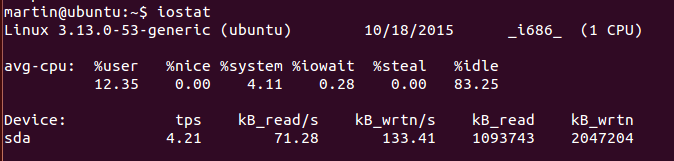 martin@ubuntu:~$ iostat
Linux 3.13.0-53-generic (ubuntu) 10/18/2015 _i686_ (1 CPU)
avg-cpu: %user %nice %system %iowait %steal %idle
12.35 0.00 4.11 0.28 0.00 83.25
Device: tps kB_read/s kB_wrtn/s kB_read kB_wrtn
sda 4.21 71.28 133.41 1093743 2047204